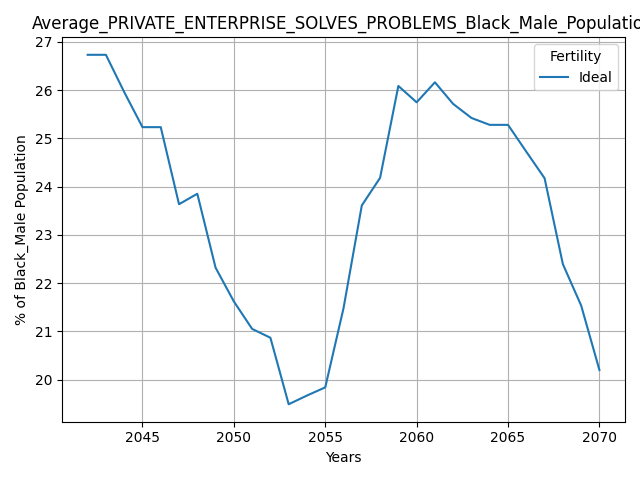 Average_PRIVATE_ENTERPRISE_SOLVES_PROBLEMS_Black_Male_Populatio
27
26
25
24
23
22
21
20
% of Black_Male Population
Fertility
Ideal
2045 2050 2055 2060 2065 2070
Years